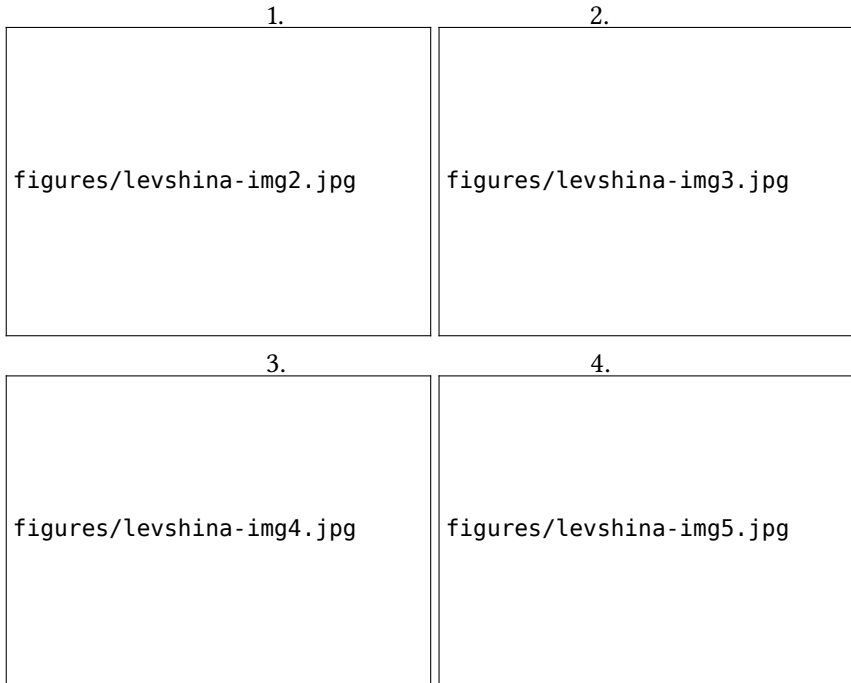 1.
2.
figures/levshina-img2.jpg
figures/levshina-img3.jpg
3.
4.
figures/levshina-img4.jpg
figures/levshina-img5.jpg